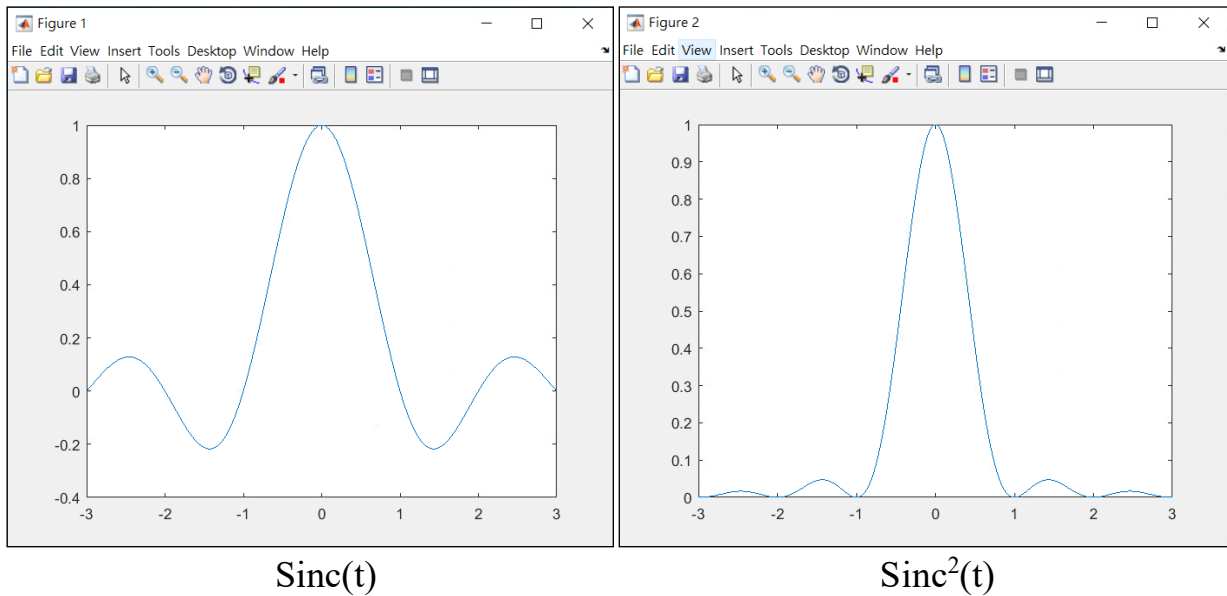 Figure 1
File Edit View Insert Tools Desktop Window Help
1
0.8
0.6
0.4
0.2
0
-0.2
-0.4
-3 -2 -1 0 1 2 3
Sinc(t)
Figure 2
File Edit View Insert Tools Desktop Window Help
1
0.9
0.8
0.7
0.6
0.5
0.4
0.3
0.2
0.1
0
-3 -2 -1 0 1 2 3
Sinc²(t)